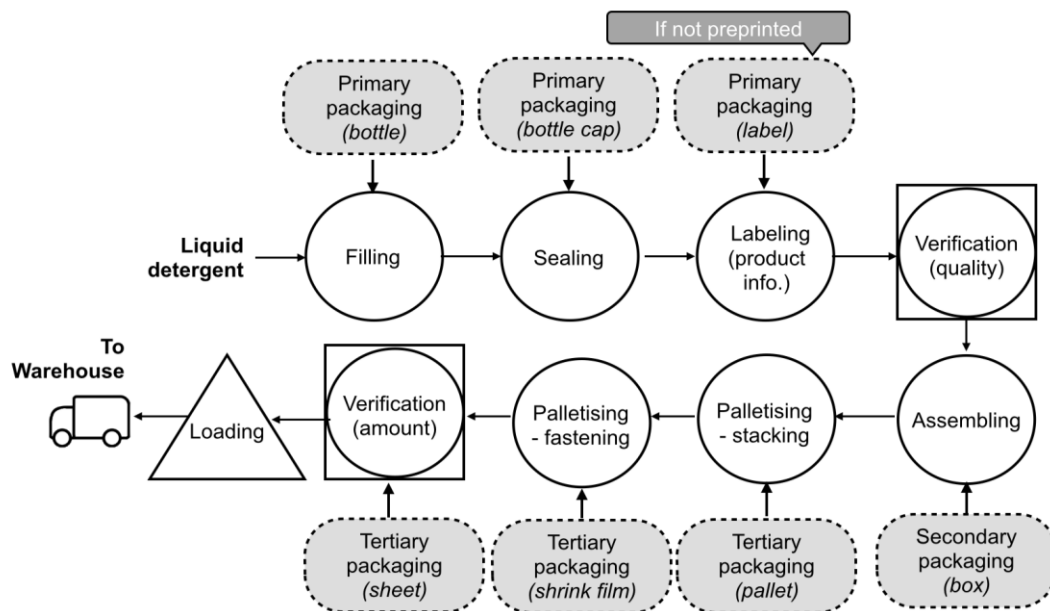 If not preprinted
Primary
packaging
(bottle)
Primary
packaging
(bottle cap)
Primary
packaging
(label)
Liquid
detergent
Filling
Sealing
Labeling
(product
info.)
Verification
(quality)
To
Warehouse
Loading
Verification
(amount)
Palletising
- fastening
Palletising
- stacking
Assembling
Tertiary
packaging
(sheet)
Tertiary
packaging
(shrink film)
Tertiary
packaging
(pallet)
Secondary
packaging
(box)